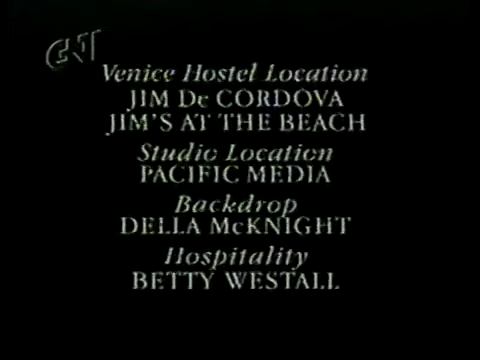 CNT
Venice Hostel Location
JIM De CORDOVA
JIM'S AT THE BEACH
Studio Location
PACIFIC MEDIA
Backdrop
DELLA McKNIGHT
Hospitality
BETTY WESTALL